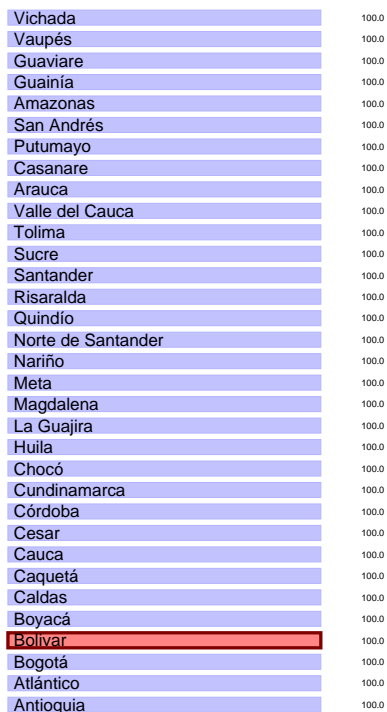 Vichada 100.0
Vaupés 100.0
Guaviare 100.0
Guainía 100.0
Amazonas 100.0
San Andrés 100.0
Putumayo 100.0
Casanare 100.0
Arauca 100.0
Valle del Cauca 100.0
Tolima 100.0
Sucre 100.0
Santander 100.0
Risaralda 100.0
Quindío 100.0
Norte de Santander 100.0
Nariño 100.0
Meta 100.0
Magdalena 100.0
La Guajira 100.0
Huila 100.0
Chocó 100.0
Cundinamarca 100.0
Córdoba 100.0
Cesar 100.0
Cauca 100.0
Caquetá 100.0
Caldas 100.0
Boyacá 100.0
Bolivar 100.0
Bogotá 100.0
Atlántico 100.0
Antioquia 100.0